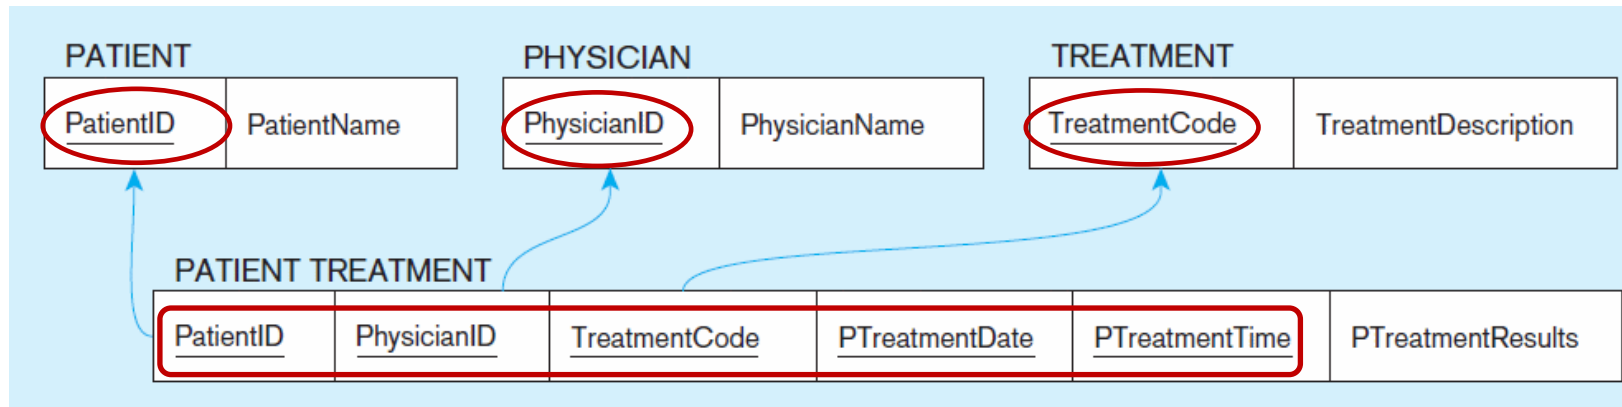 PATIENT PHYSICIAN TREATMENT
PatientID PatientName PhysicianID PhysicianName TreatmentCode TreatmentDescription
PATIENT TREATMENT
PatientID PhysicianID TreatmentCode PTreatmentDate PTreatmentTime PTreatmentResults